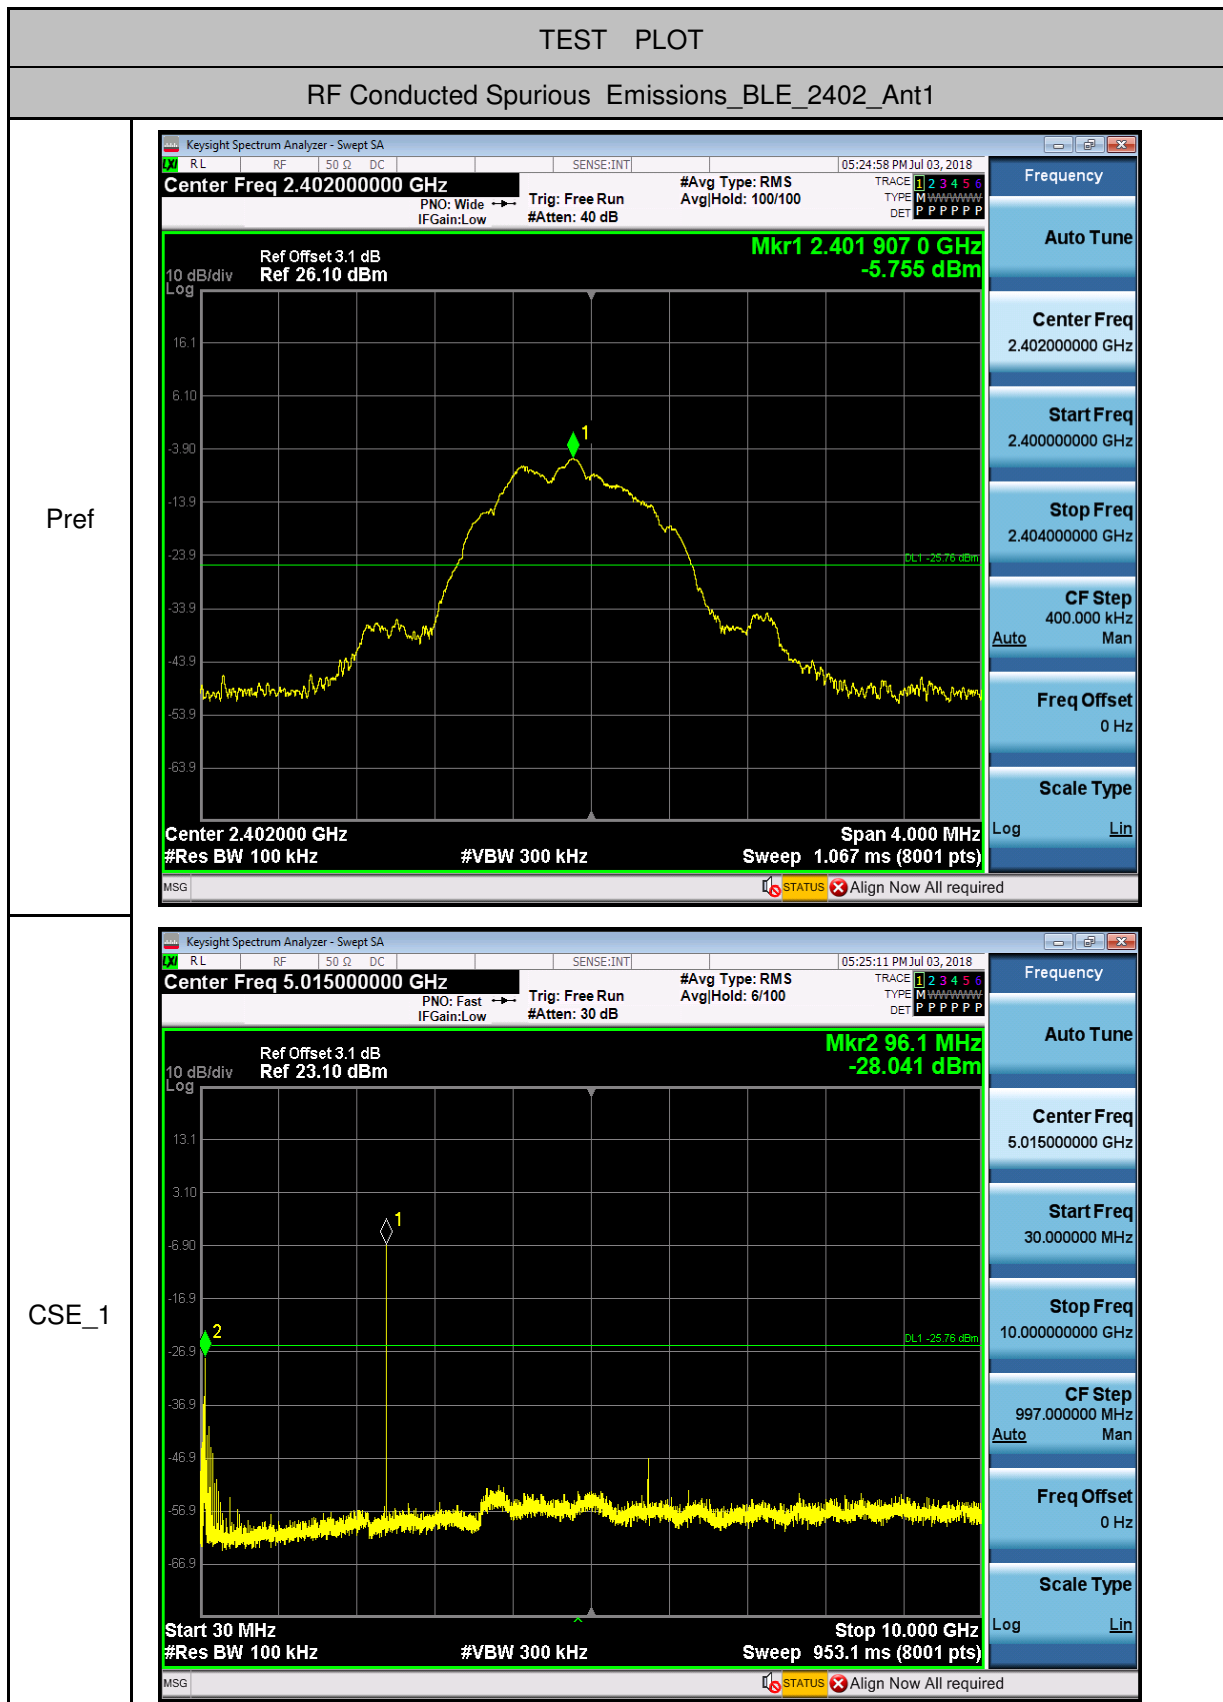 TEST PLOT
RF Conducted Spurious Emissions_BLE_2402_Ant1
Pref
Keysight Spectrum Analyzer - Swept SA
LXI RL RF 50 Ω DC SENSE:INT 05:24:58 PM Jul 03, 2018
Center Freq 2.402000000 GHz
PNO: Wide
IFGain:Low
Trig: Free Run
#Atten: 40 dB
#Avg Type: RMS
Avg|Hold: 100/100
TRACE 1 2 3 4 5 6
TYPE M W W W W W
DET P P P P P P
Mkr1 2.401 907 0 GHz
-5.755 dBm
Ref Offset 3.1 dB
10 dB/div Ref 26.10 dBm
Log
16.1
6.10
-3.90
-13.9
-23.9
-33.9
-43.9
-53.9
-63.9
1
DL1 -25.76 dBm
Center 2.402000 GHz Span 4.000 MHz
#Res BW 100 kHz #VBW 300 kHz Sweep 1.067 ms (8001 pts)
MSG STATUS Align Now All required
Frequency
Auto Tune
Center Freq
2.402000000 GHz
Start Freq
2.400000000 GHz
Stop Freq
2.404000000 GHz
CF Step
400.000 kHz
Auto Man
Freq Offset
0 Hz
Scale Type
Log Lin
CSE_1
Keysight Spectrum Analyzer - Swept SA
LXI RL RF 50 Ω DC SENSE:INT 05:25:11 PM Jul 03, 2018
Center Freq 5.015000000 GHz
PNO: Fast
IFGain:Low
Trig: Free Run
#Atten: 30 dB
#Avg Type: RMS
Avg|Hold: 6/100
TRACE 1 2 3 4 5 6
TYPE M W W W W W
DET P P P P P P
Mkr2 96.1 MHz
-28.041 dBm
Ref Offset 3.1 dB
10 dB/div Ref 23.10 dBm
Log
13.1
3.10
-6.90
-16.9
-26.9
-36.9
-46.9
-56.9
-66.9
1
2
DL1 -25.76 dBm
Start 30 MHz Stop 10.000 GHz
#Res BW 100 kHz #VBW 300 kHz Sweep 953.1 ms (8001 pts)
MSG STATUS Align Now All required
Frequency
Auto Tune
Center Freq
5.015000000 GHz
Start Freq
30.000000 MHz
Stop Freq
10.000000000 GHz
CF Step
997.000000 MHz
Auto Man
Freq Offset
0 Hz
Scale Type
Log Lin